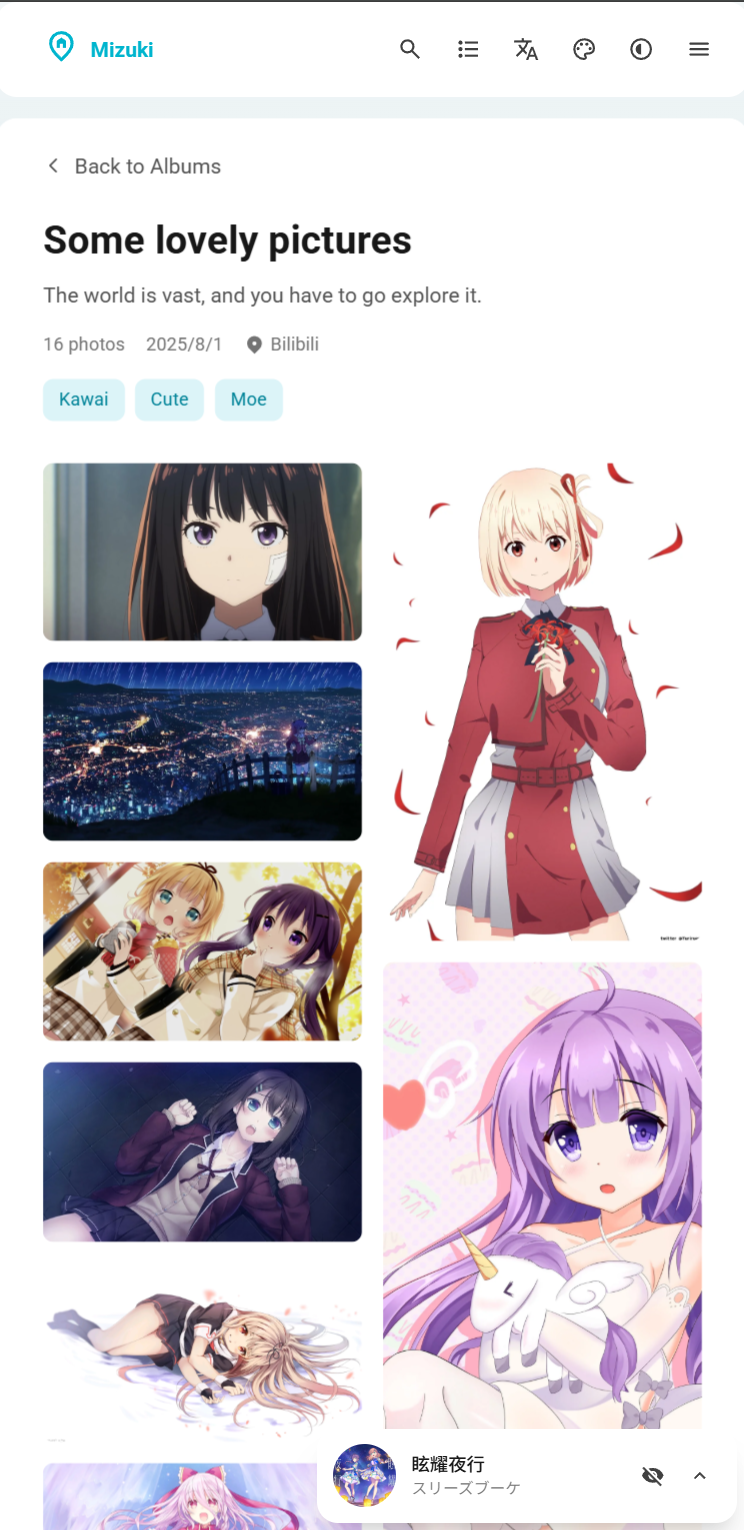 Mizuki
Back to Albums
Some lovely pictures
The world is vast, and you have to go explore it.
16 photos 2025/8/1 Bilibili
Kawai Cute Moe
眩耀夜行
スリーズブーケ